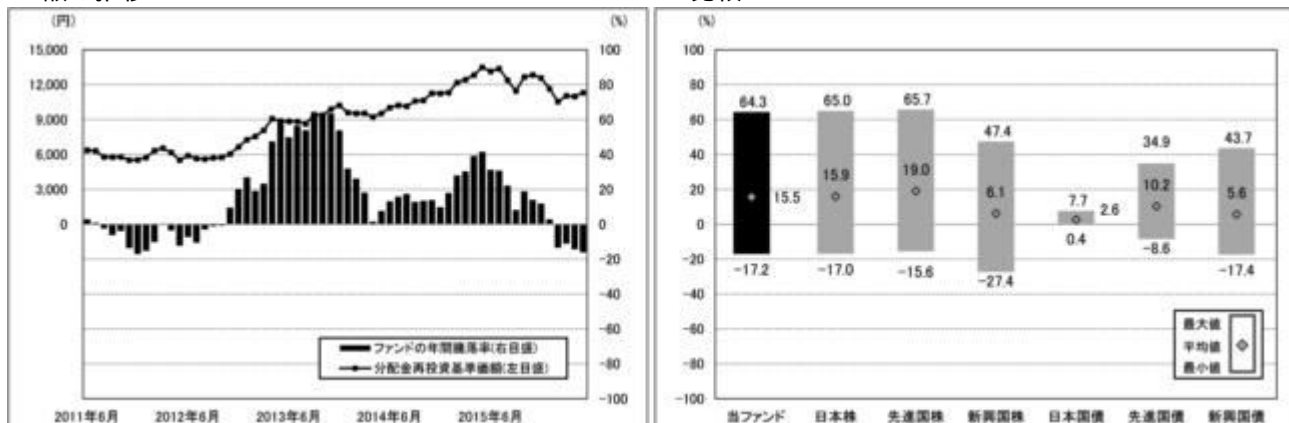 (円)
(%)
15,000
12,000
9,000
6,000
3,000
0
100
80
60
40
20
0
-20
-40
-60
-80
-100
ファンドの年間騰落率(右目盛)
分配金再投資基準価額(左目盛)
2011年6月 2012年6月 2013年6月 2014年6月 2015年6月
(%)
100
80
60
40
20
0
-20
-40
-60
-80
-100
64.3 65.0 65.7 47.4 7.7 34.9 43.7
15.5 15.9 19.0 6.1 2.6 10.2 5.6
-17.2 -17.0 -15.6 -27.4 0.4 -8.6 -17.4
最大値
平均値
最小値
当ファンド 日本株 先進国株 新興国株 日本国債 先進国債 新興国債